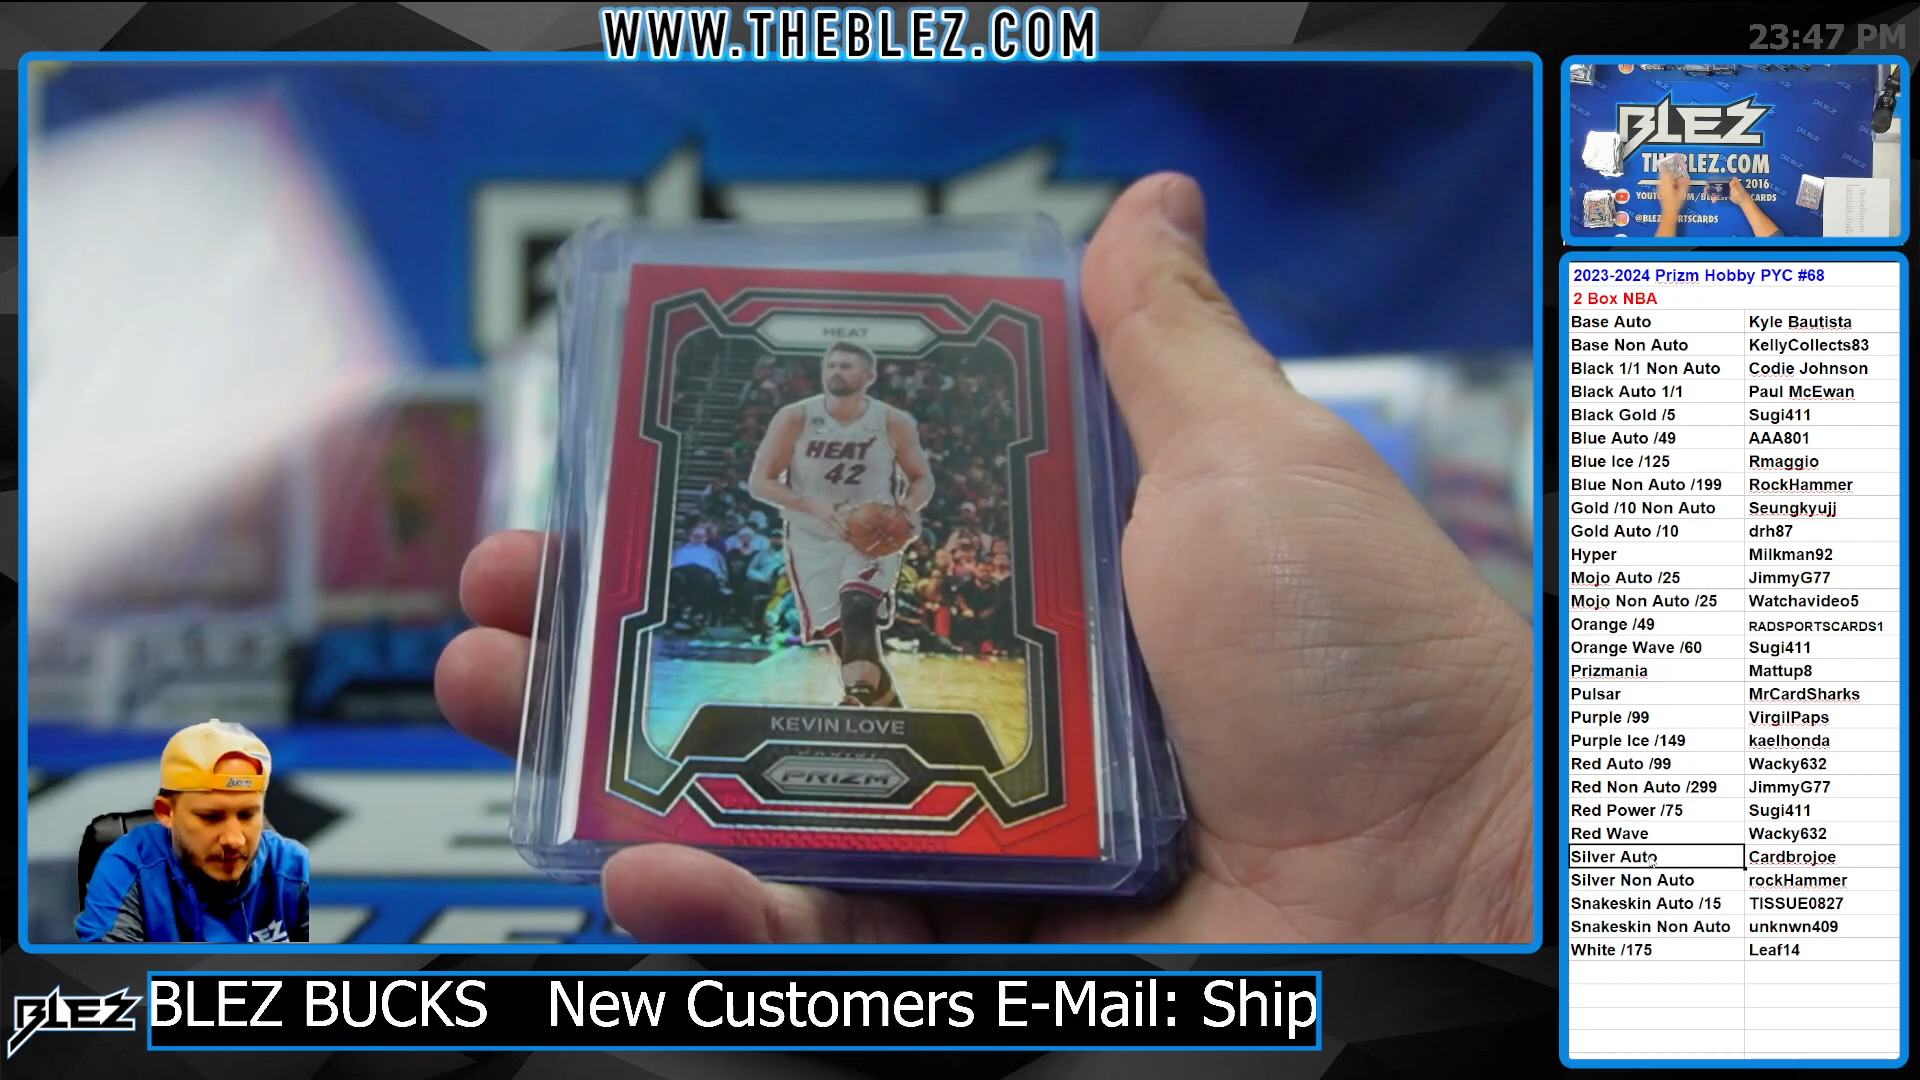 WWW.THEBLEZ.COM
23:47 PM
BLEZ
THEBLEZ.COM
2016
@BLEZ
2023-2024 Prizm Hobby PYC #68
2 Box NBA
Base Auto Kyle Bautista
Base Non Auto KellyCollects83
Black 1/1 Non Auto Codie Johnson
Black Auto 1/1 Paul McEwan
Black Gold /5 Sugi411
Blue Auto /49 AAA801
Blue Ice /125 Rmaggio
Blue Non Auto /199 RockHammer
Gold /10 Non Auto Seungkyujj
Gold Auto /10 drh87
Hyper Milkman92
Mojo Auto /25 JimmyG77
Mojo Non Auto /25 Watchavideo5
Orange /49 RADSPORTSCARDS1
Orange Wave /60 Sugi411
Prizmania Mattup8
Pulsar MrCardSharks
Purple /99 VirgilPaps
Purple Ice /149 kaelhonda
Red Auto /99 Wacky632
Red Non Auto /299 JimmyG77
Red Power /75 Sugi411
Red Wave Wacky632
Silver Auto Cardbrojoe
Silver Non Auto rockHammer
Snakeskin Auto /15 TISSUE0827
Snakeskin Non Auto unknwn409
White /175 Leaf14
HEAT
HEAT
42
KEVIN LOVE
PANINI
PRIZM
BLEZ
BLEZ BUCKS New Customers E-Mail: Ship